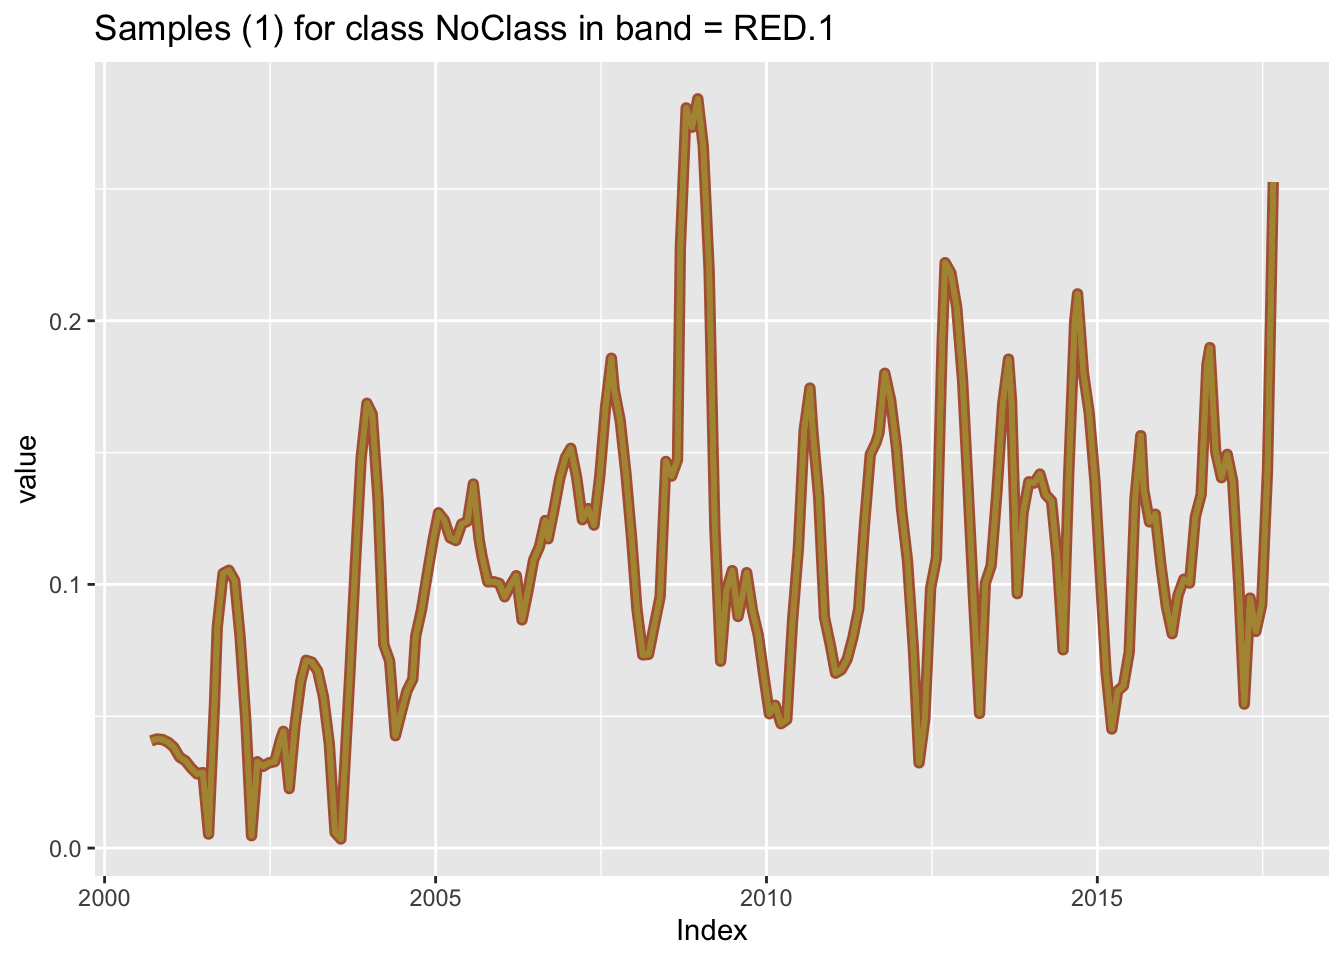 Samples (1) for class NoClass in band = RED.1
value
0.2
0.1
0.0
2000 2005 2010 2015
Index